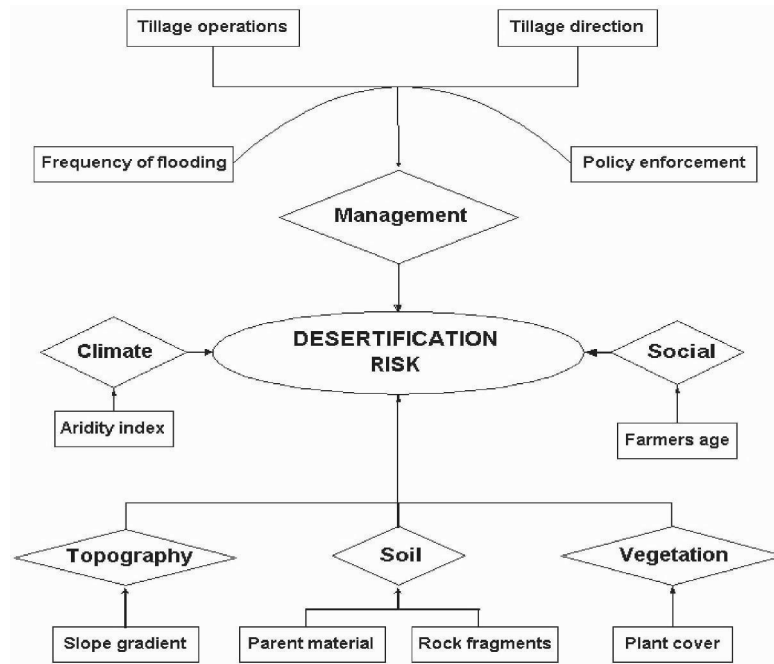 Tillage operations
Tillage direction
Frequency of flooding
Policy enforcement
Management
Climate
DESERTIFICATION
RISK
Social
Aridity index
Farmers age
Topography
Soil
Vegetation
Slope gradient
Parent material
Rock fragments
Plant cover